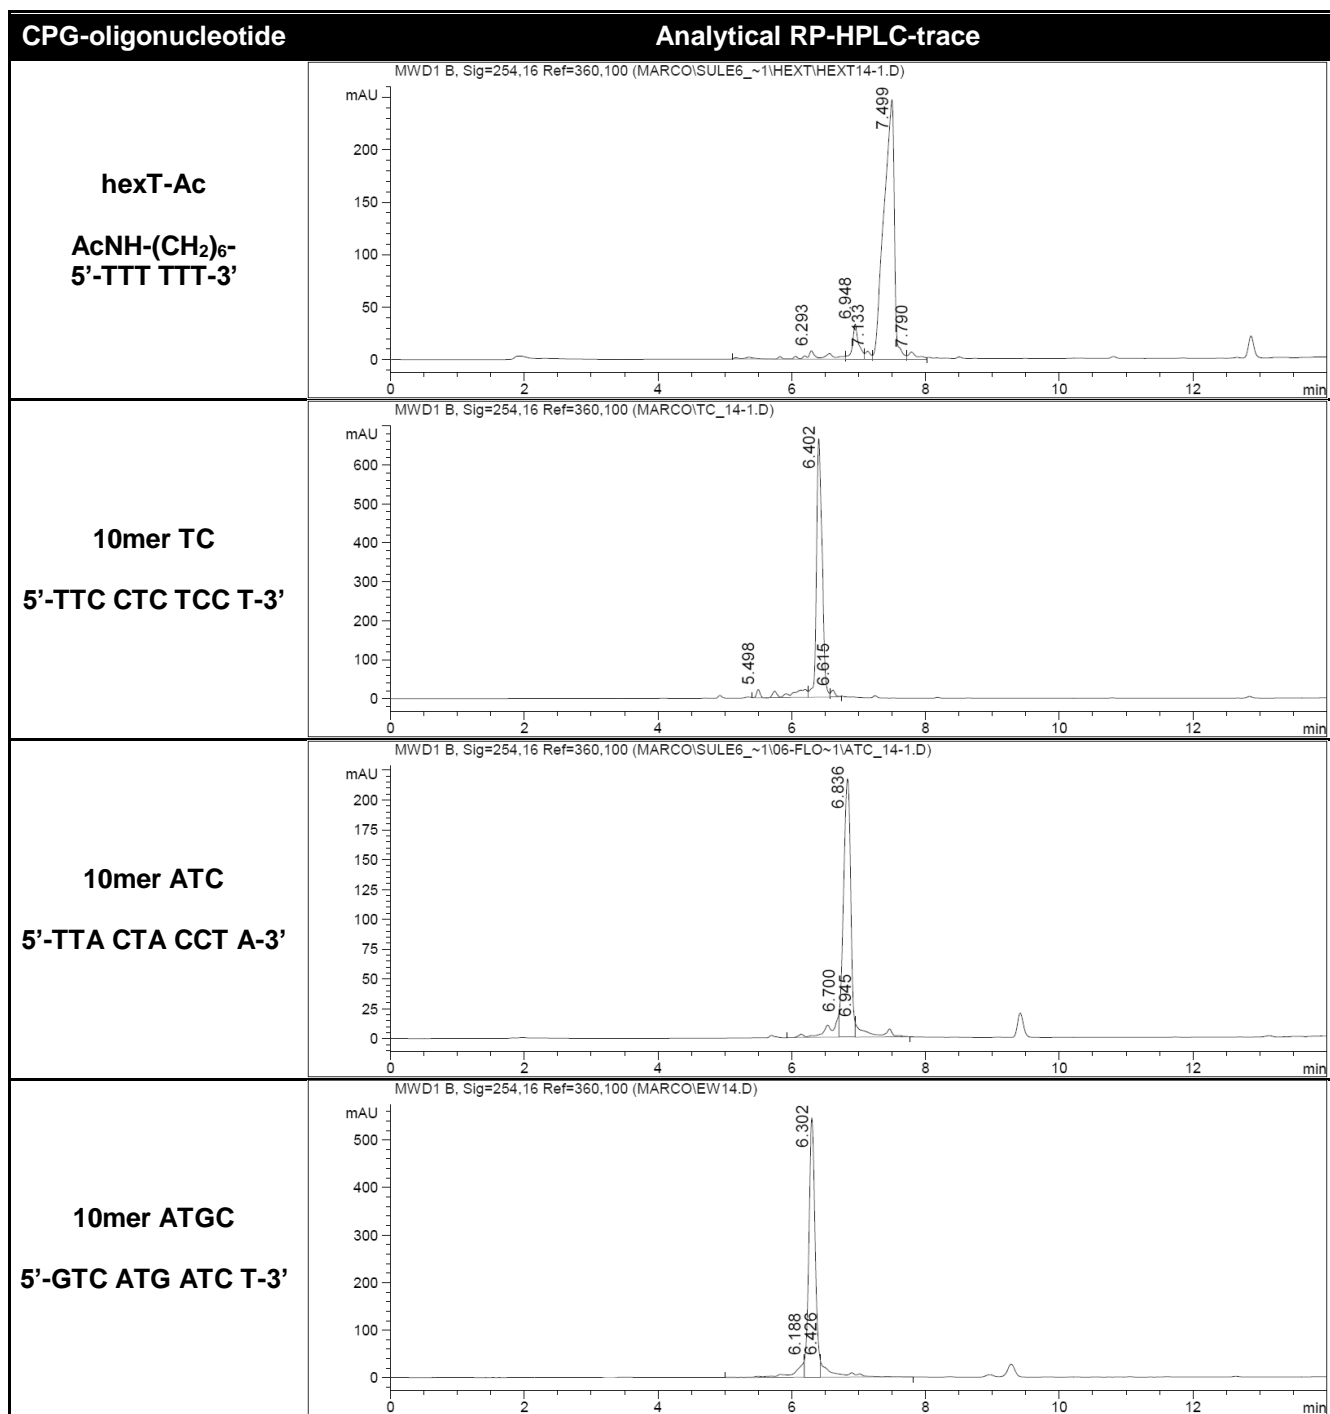 CPG-oligonucleotide Analytical RP-HPLC-trace
hexT-Ac
AcNH-(CH₂)₆-
5’-TTT TTT-3’
MWD1 B, Sig=254,16 Ref=360,100 (MARCO\SULE6_~1\HEXT\HEXT14-1.D)
mAU
200
150
100
50
0
6.293
6.948
7.133
7.499
7.790
0 2 4 6 8 10 12 min
10mer TC
5’-TTC CTC TCC T-3’
MWD1 B, Sig=254,16 Ref=360,100 (MARCO\TC_14-1.D)
mAU
600
500
400
300
200
100
0
5.498
6.402
6.615
0 2 4 6 8 10 12 min
10mer ATC
5’-TTA CTA CCT A-3’
MWD1 B, Sig=254,16 Ref=360,100 (MARCO\SULE6_~1\06-FLO~1\ATC_14-1.D)
mAU
200
175
150
125
100
75
50
25
0
6.700
6.836
6.945
0 2 4 6 8 10 12 min
10mer ATGC
5’-GTC ATG ATC T-3’
MWD1 B, Sig=254,16 Ref=360,100 (MARCO\EW14.D)
mAU
500
400
300
200
100
0
6.188
6.302
6.426
0 2 4 6 8 10 12 min